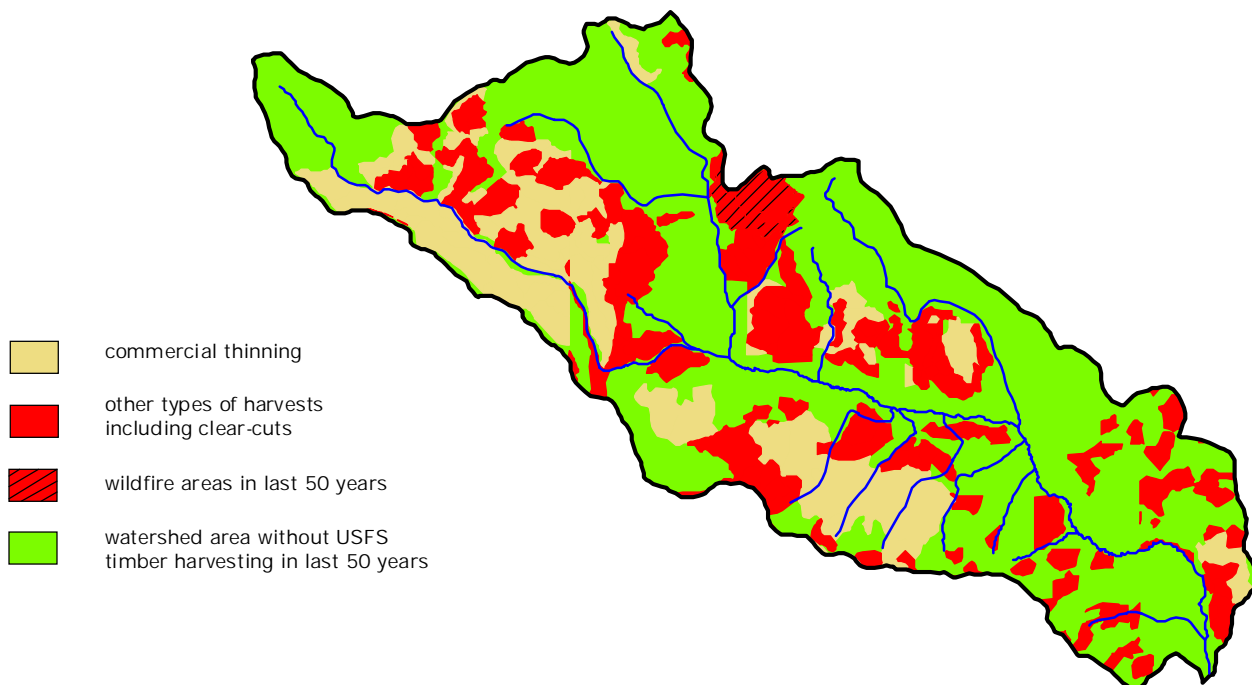 commercial thinning
other types of harvests
including clear-cuts
wildfire areas in last 50 years
watershed area without USFS
timber harvesting in last 50 years